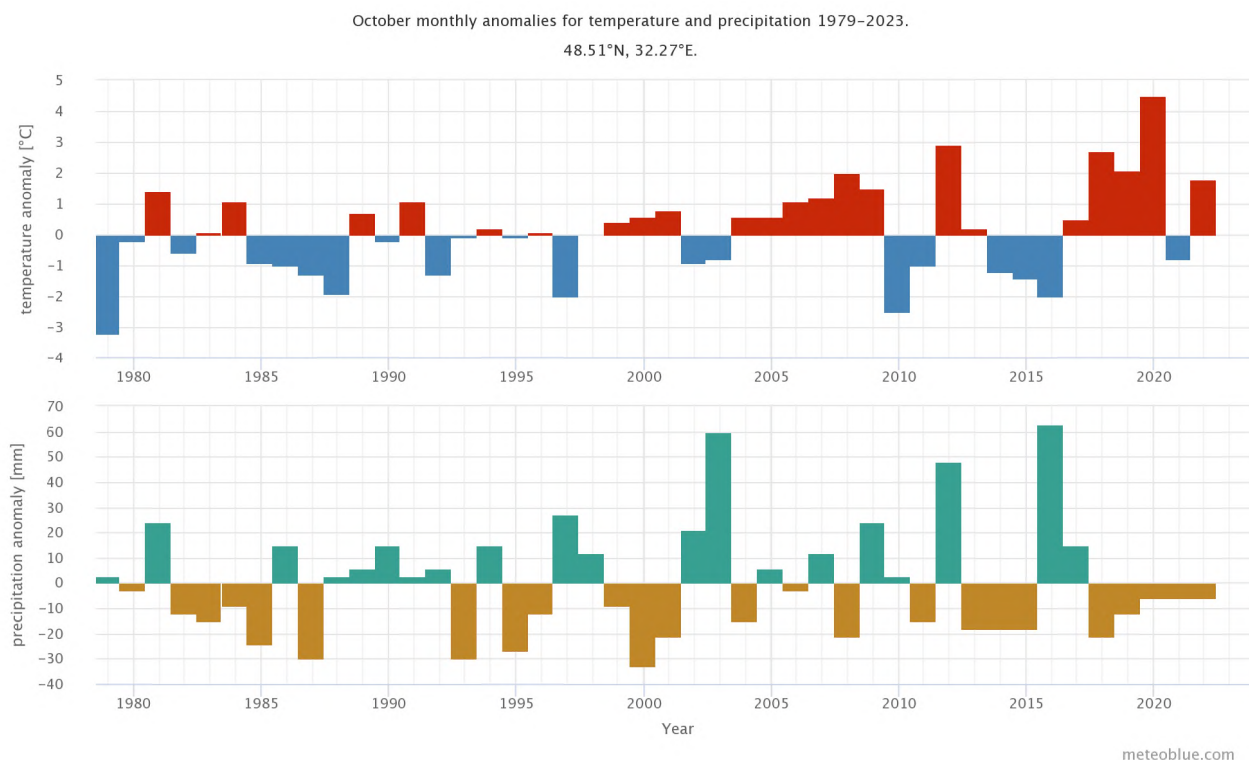 October monthly anomalies for temperature and precipitation 1979–2023.
48.51°N, 32.27°E.
temperature anomaly [°C]
5
4
3
2
1
0
−1
−2
−3
−4
1980 1985 1990 1995 2000 2005 2010 2015 2020
precipitation anomaly [mm]
70
60
50
40
30
20
10
0
−10
−20
−30
−40
1980 1985 1990 1995 2000 2005 2010 2015 2020
Year
meteoblue.com